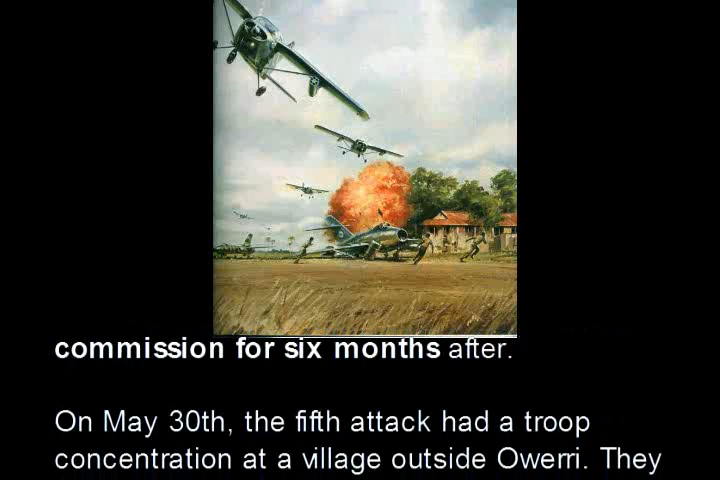 commission for six months after.
On May 30th, the fifth attack had a troop
concentration at a village outside Owerri. They